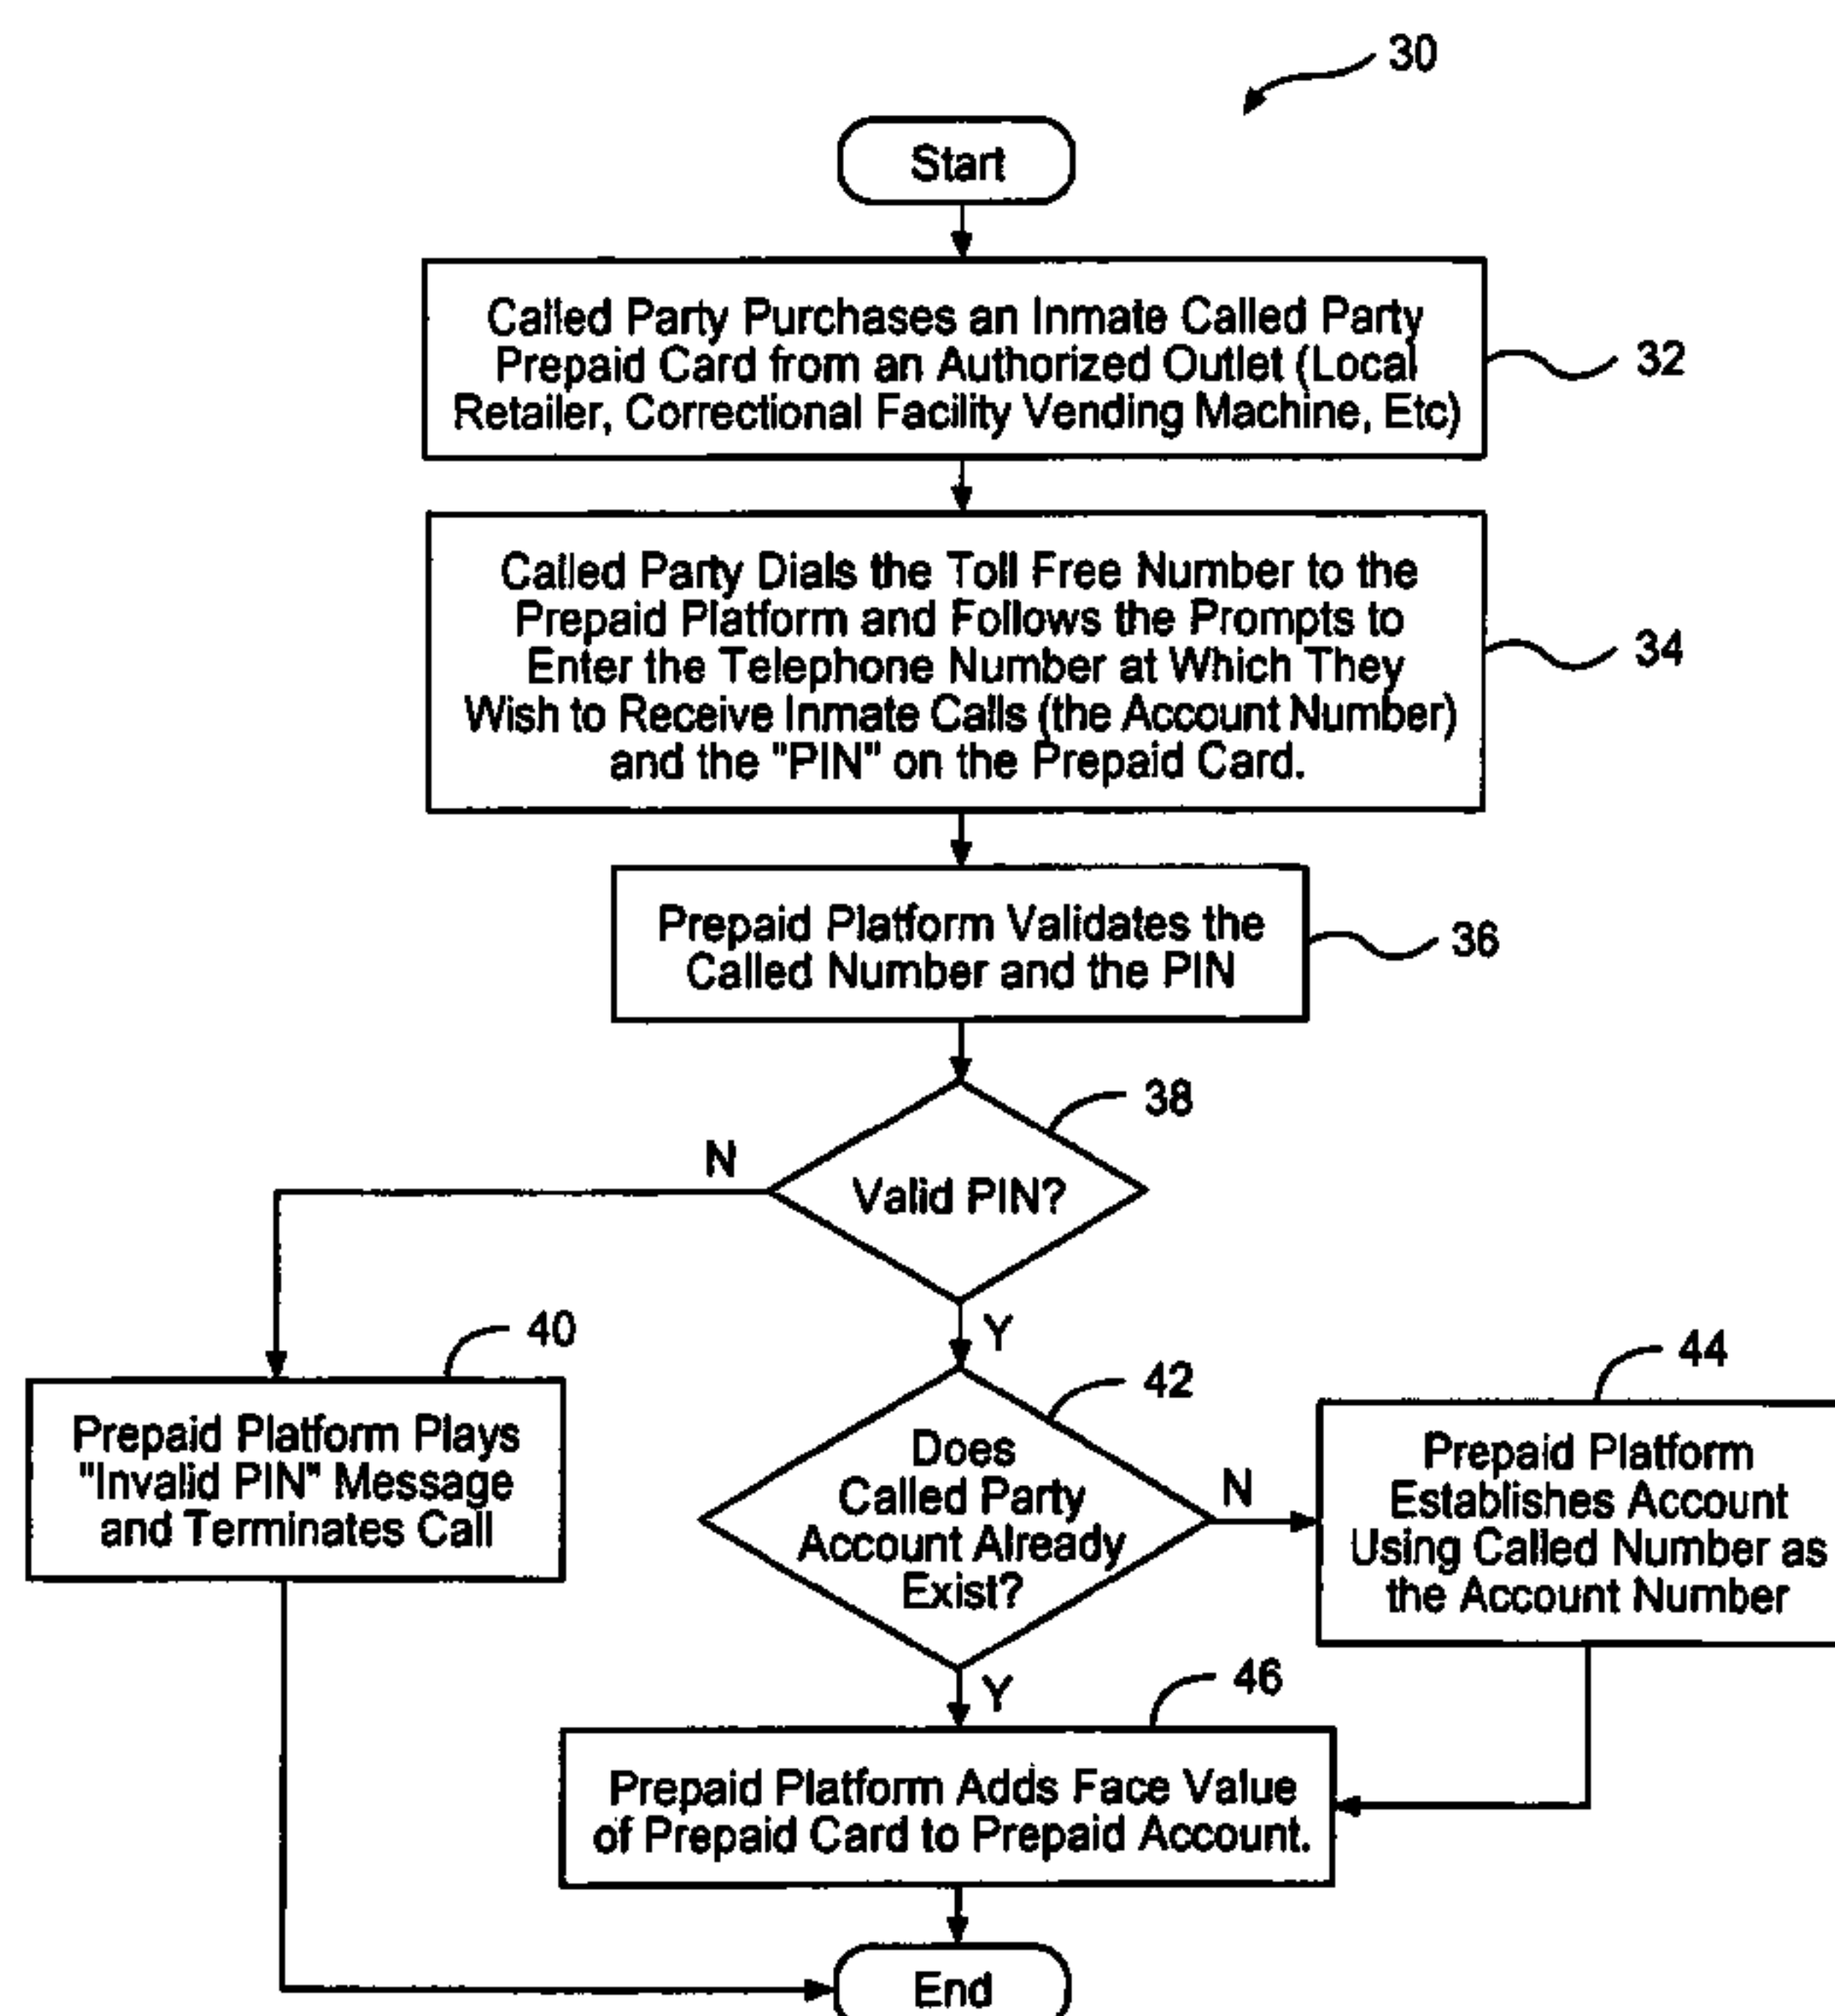 30
Start
Called Party Purchases an Inmate Called Party
Prepaid Card from an Authorized Outlet (Local
Retailer, Correctional Facility Vending Machine, Etc)
32
Called Party Dials the Toll Free Number to the
Prepaid Platform and Follows the Prompts to
Enter the Telephone Number at Which They
Wish to Receive Inmate Calls (the Account Number)
and the "PIN" on the Prepaid Card.
34
Prepaid Platform Validates the
Called Number and the PIN
36
38
N
Valid PIN?
Y
40
Prepaid Platform Plays
"Invalid PIN" Message
and Terminates Call
42
Does
Called Party
Account Already
Exist?
N
44
Prepaid Platform
Establishes Account
Using Called Number as
the Account Number
Y
46
Prepaid Platform Adds Face Value
of Prepaid Card to Prepaid Account.
End